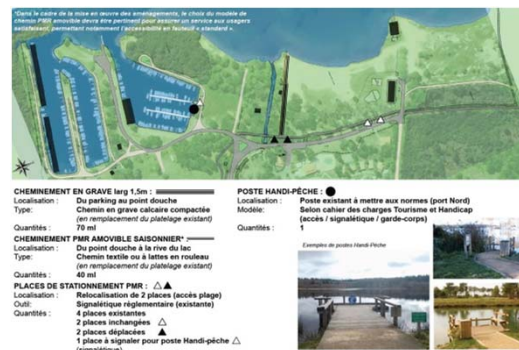 *Dans le cadre de la mise en œuvre des aménagements, le choix du modèle de
chemin PMR amovible devra être pertinent pour assurer un service aux usagers
satisfaisant, permettant notamment l'accessibilité en fauteuil « standard ».
CHEMINEMENT EN GRAVE larg 1,5m :
Localisation : Du parking au point douche
Type: Chemin en grave calcaire compactée
(en remplacement du platelage existant)
Quantités : 70 ml
CHEMINEMENT PMR AMOVIBLE SAISONNIER* :
Localisation : Du point douche à la rive du lac
Type: Chemin textile ou à lattes en rouleau
(en remplacement du platelage existant)
Quantités : 40 ml
PLACES DE STATIONNEMENT PMR :
Localisation : Relocalisation de 2 places (accès plage)
Outil: Signalétique règlementaire (existante)
Quantités : 4 places existantes
2 places inchangées
2 places déplacées
1 place à signaler pour poste Handi-pêche
(signalétique)
POSTE HANDI-PÊCHE :
Localisation : Poste existant à mettre aux normes (port Nord)
Modèle: Selon cahier des charges Tourisme et Handicap
(accès / signalétique / garde-corps)
Quantités : 1
Exemples de postes Handi-Pêche